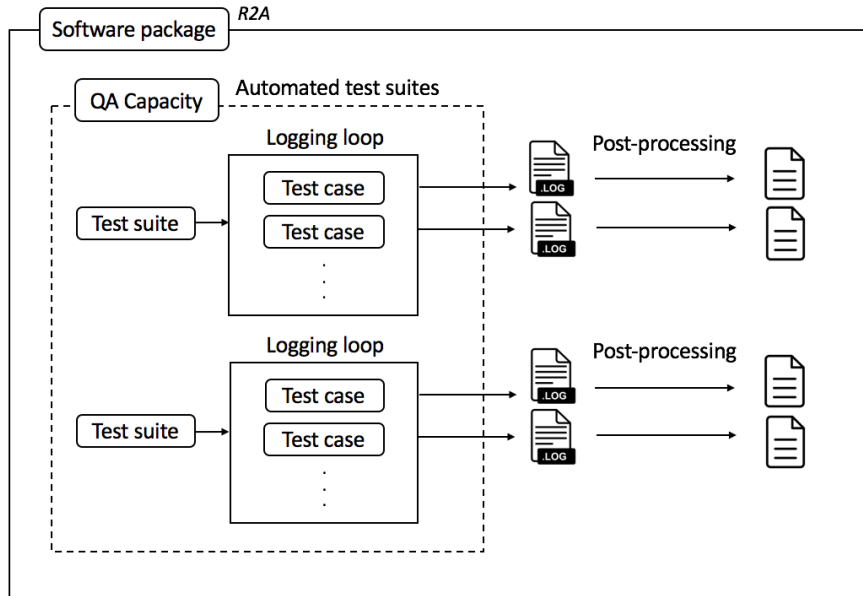 R2A
Software package
Automated test suites
QA Capacity
Logging loop
Post-processing
Test case
.LOG
Test suite
Test case
.LOG
.
.
.
Logging loop
Post-processing
Test case
.LOG
Test suite
Test case
.LOG
.
.
.